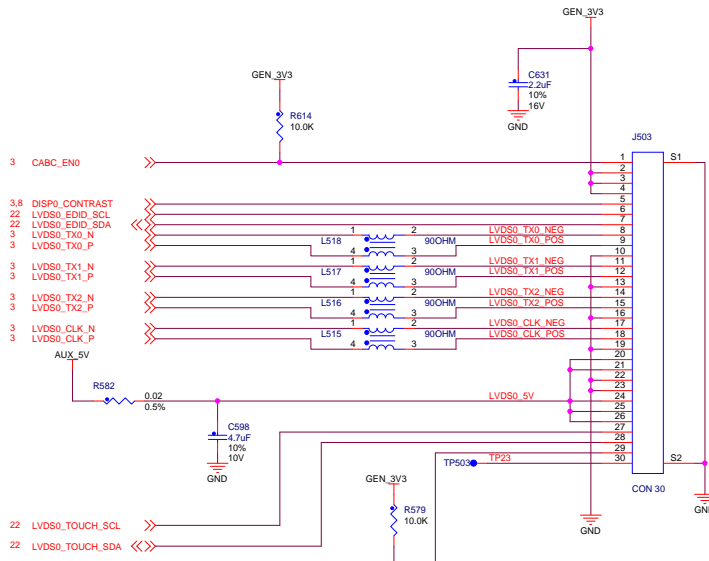 GEN_3V3
C631
2.2uF
10%
16V
GND
GEN_3V3
R614
10.0K
J503
3 CABC_EN0 1 S1
2
3
4
3,8 DISP0_CONTRAST 5
22 LVDS0_EDID_SCL 6
22 LVDS0_EDID_SDA 7
3 LVDS0_TX0_N 1 2 LVDS0_TX0_NEG 8
3 LVDS0_TX0_P L518 4 3 90OHM LVDS0_TX0_POS 9
10
3 LVDS0_TX1_N 1 2 LVDS0_TX1_NEG 11
3 LVDS0_TX1_P L517 4 3 90OHM LVDS0_TX1_POS 12
13
3 LVDS0_TX2_N 1 2 LVDS0_TX2_NEG 14
3 LVDS0_TX2_P L516 4 3 90OHM LVDS0_TX2_POS 15
16
3 LVDS0_CLK_N 1 2 LVDS0_CLK_NEG 17
3 LVDS0_CLK_P L515 4 3 90OHM LVDS0_CLK_POS 18
19
AUX_5V 20
21
22
R582 23
0.02 LVDS0_5V 24
0.5% 25
26
C598 27
4.7uF 28
10% 29
10V TP503 TP23 30 S2
GND
CON 30
GEN_3V3
R579
10.0K
GND
22 LVDS0_TOUCH_SCL
GND
22 LVDS0_TOUCH_SDA